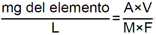 mg del elemento = A×V
L M×F